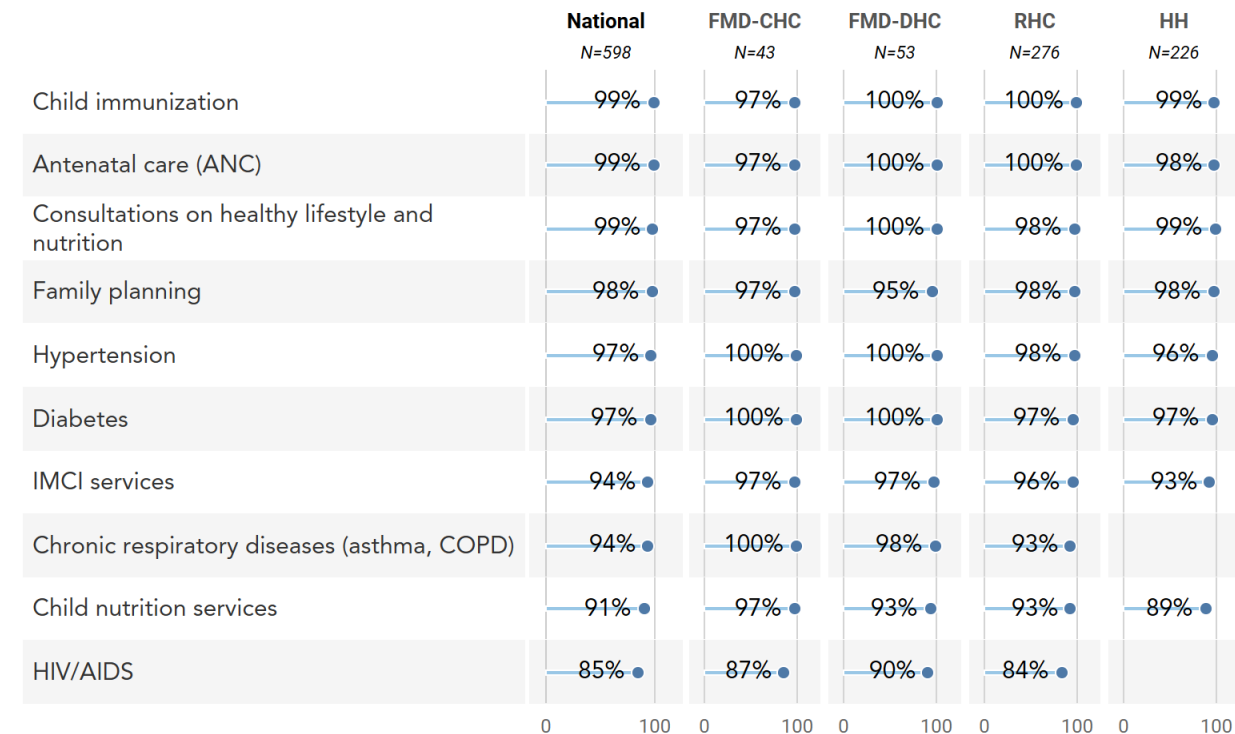 National FMD-CHC FMD-DHC RHC HH
N=598 N=43 N=53 N=276 N=226
Child immunization 99% 97% 100% 100% 99%
Antenatal care (ANC) 99% 97% 100% 100% 98%
Consultations on healthy lifestyle and
nutrition 99% 97% 100% 98% 99%
Family planning 98% 97% 95% 98% 98%
Hypertension 97% 100% 100% 98% 96%
Diabetes 97% 100% 100% 97% 97%
IMCI services 94% 97% 97% 96% 93%
Chronic respiratory diseases (asthma, COPD) 94% 100% 98% 93%
Child nutrition services 91% 97% 93% 93% 89%
HIV/AIDS 85% 87% 90% 84%
0 100 0 100 0 100 0 100 0 100